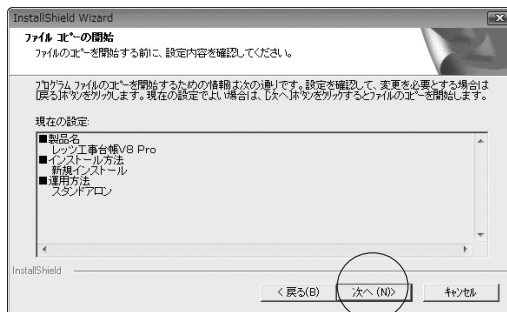 InstallShield Wizard
ファイル コピーの開始
ファイルのコピーを開始する前に、設定内容を確認してください。
プログラム ファイルのコピーを開始するための情報は次の通りです。設定を確認して、変更を必要とする場合は
[戻る]ボタンをクリックします。現在の設定でよい場合は、[次へ]ボタンをクリックするとファイルのコピーを開始します。
現在の設定:
■製品名
レッツ工事台帳V8 Pro
■インストール方法
新規インストール
■運用方法
スタンドアロン
InstallShield
< 戻る(B)
次へ (N)>
キャンセル